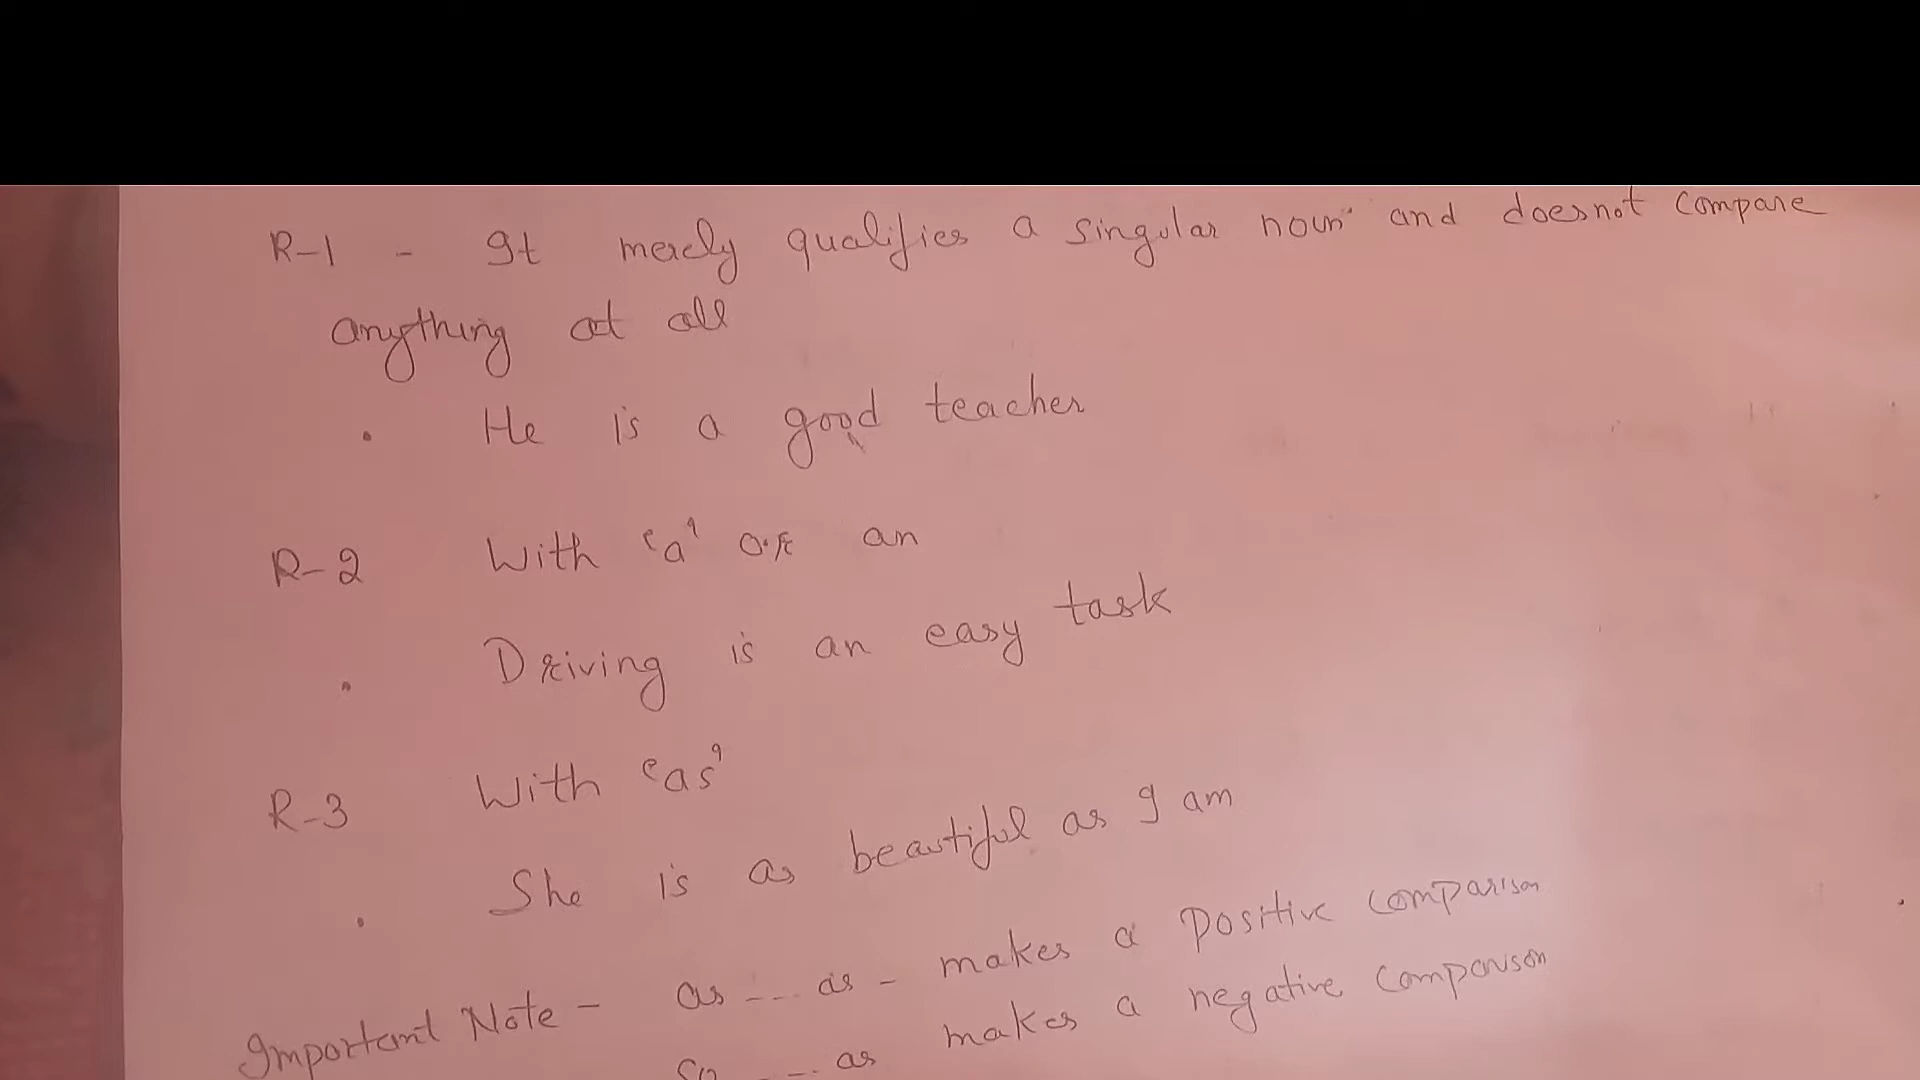 R-1 - It merely qualifies a singular noun and doesnot compare
anything at all
• He is a good teacher
R-2 With 'a' or an
• Driving is an easy task
R-3 With 'as'
• She is as beautiful as I am
Important Note - as --- as - makes a Positive comparison
So --- as makes a negative comparison